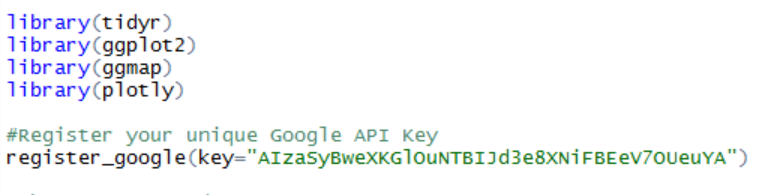 library(tidyr)
library(ggplot2)
library(ggmap)
library(plotly)
#Register your unique Google API Key
register_google(key="AIzaSyBweXKGlOuNTBIJd3e8XNiFBEeV7OUeuYA")